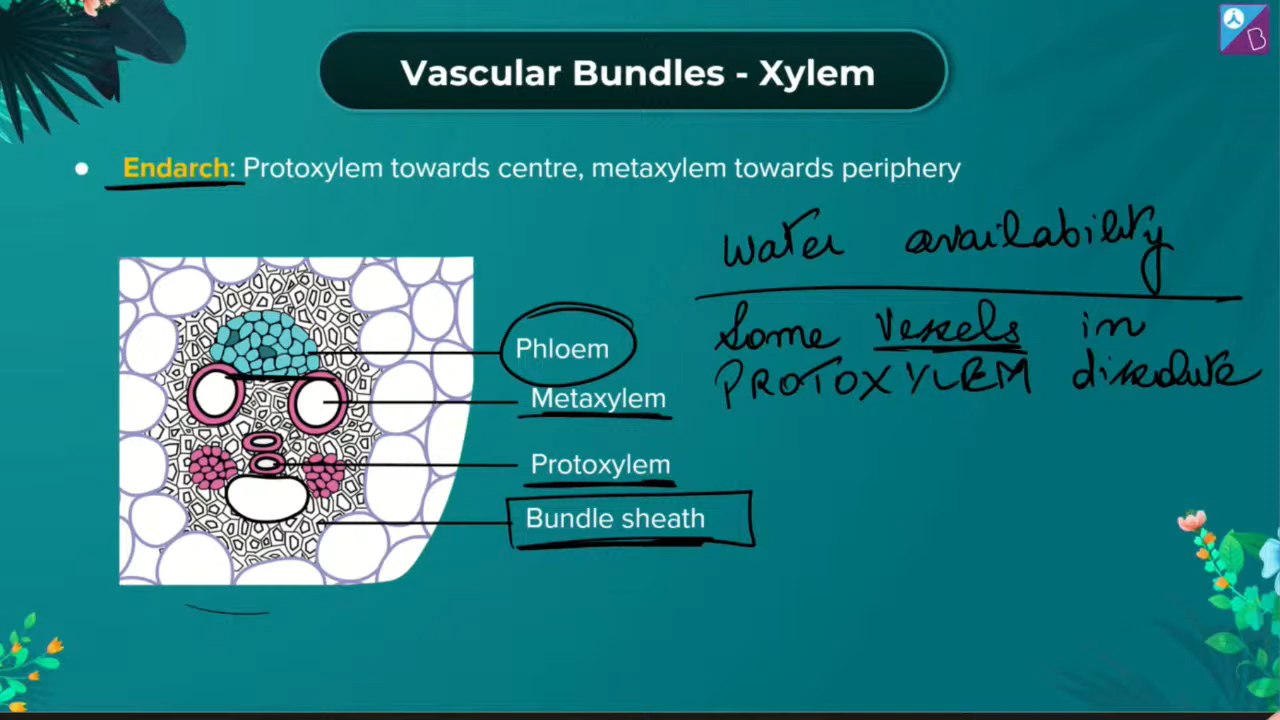 Vascular Bundles - Xylem
● Endarch: Protoxylem towards centre, metaxylem towards periphery
Water availability
Some Vessels in
PROTOXYLEM dissolute
Phloem
Metaxylem
Protoxylem
Bundle sheath
B